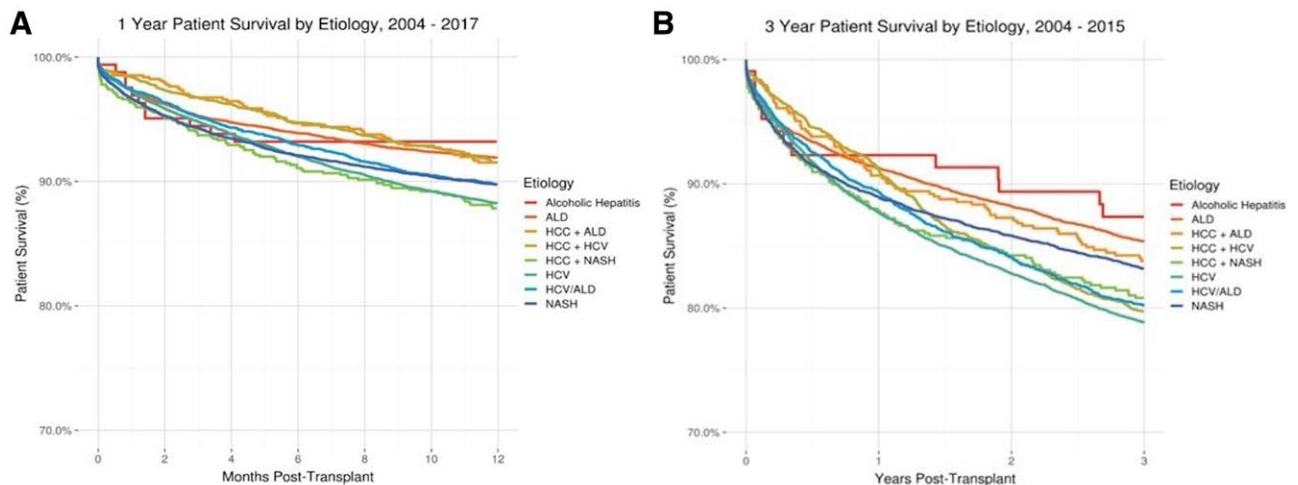 A
1 Year Patient Survival by Etiology, 2004 - 2017
100.0%
90.0%
80.0%
70.0%
Patient Survival (%)
0 2 4 6 8 10 12
Months Post-Transplant
Etiology
Alcoholic Hepatitis
ALD
HCC + ALD
HCC + HCV
HCC + NASH
HCV
HCV/ALD
NASH
B
3 Year Patient Survival by Etiology, 2004 - 2015
100.0%
90.0%
80.0%
70.0%
Patient Survival (%)
0 1 2 3
Years Post-Transplant
Etiology
Alcoholic Hepatitis
ALD
HCC + ALD
HCC + HCV
HCC + NASH
HCV
HCV/ALD
NASH